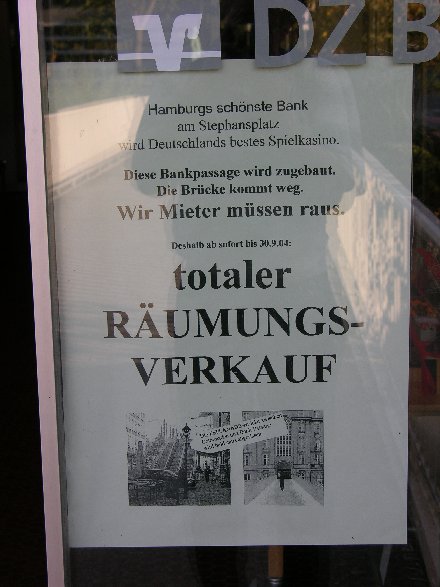 DZ B
Hamburgs schönste Bank
am Stephansplatz
wird Deutschlands bestes Spielkasino.
Diese Bankpassage wird zugebaut.
Die Brücke kommt weg.
Wir Mieter müssen raus.
Deshalb ab sofort bis 30.9.04:
totaler
RÄUMUNGS-
VERKAUF